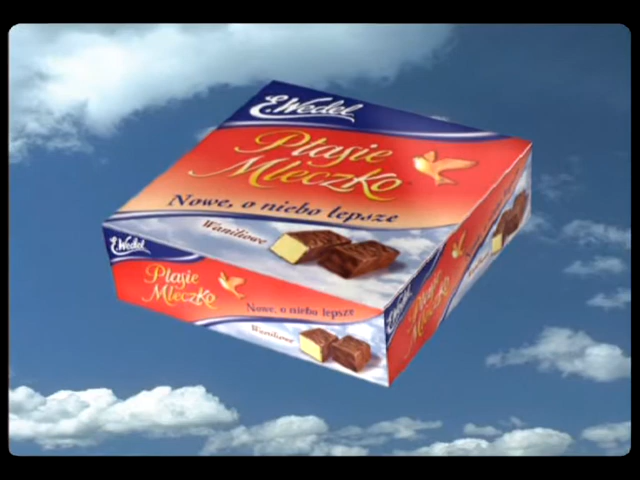 E.Wedel
Ptasie
Mleczko
Nowe, o niebo lepsze
Waniliowe
E.Wedel
Ptasie
Mleczko
Nowe, o niebo lepsze
Waniliowe
E.Wedel
Ptasie
Mleczko